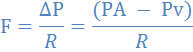 F = ΔP/R = (PA − Pv)/R